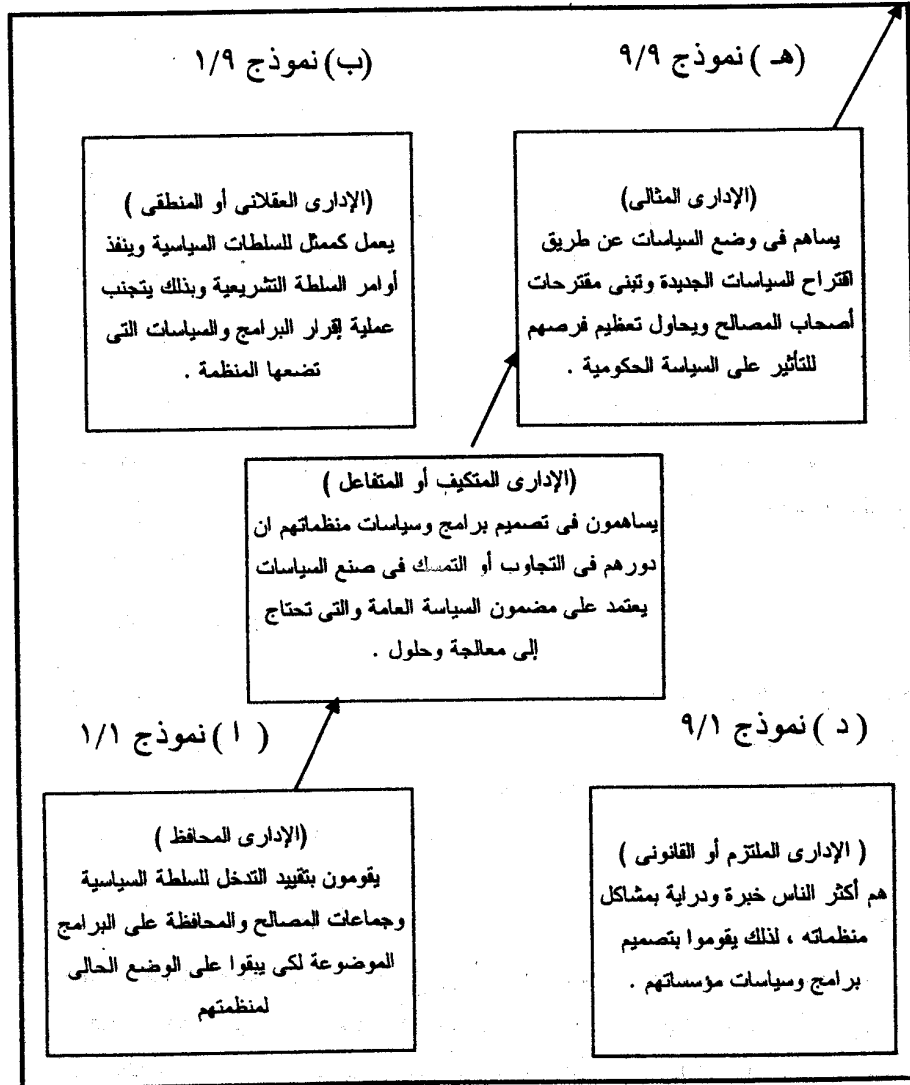 (هـ) نموذج ٩/٩
(ب) نموذج ١/٩
(الإدارى المثالى)
يساهم فى وضع السياسات عن طريق
اقتراح السياسات الجديدة وتبنى مقترحات
أصحاب المصالح ويحاول تعظيم فرصهم
للتأثير على السياسة الحكومية .
(الإدارى العقلانى أو المنطقى )
يعمل كممثل للسلطات السياسية وينفذ
أوامر السلطة التشريعية وبذلك يتجنب
عملية إقرار البرامج والسياسات التى
تضعها المنظمة .
(الإدارى المتكيف أو المتفاعل )
يساهمون فى تصميم برامج وسياسات منظماتهم ان
دورهم فى التجاوب أو التمسك فى صنع السياسات
يعتمد على مضمون السياسة العامة والتى تحتاج
إلى معالجة وحلول .
( د ) نموذج ٩/١
( ا ) نموذج ١/١
( الإدارى الملتزم أو القانونى )
هم أكثر الناس خبرة ودراية بمشاكل
منظماته ، لذلك يقوموا بتصميم
برامج وسياسات مؤسساتهم .
(الإدارى المحافظ )
يقومون بتقييد التدخل للسلطة السياسية
وجماعات المصالح والمحافظة على البرامج
الموضوعة لكى يبقوا على الوضع الحالى
لمنظمتهم